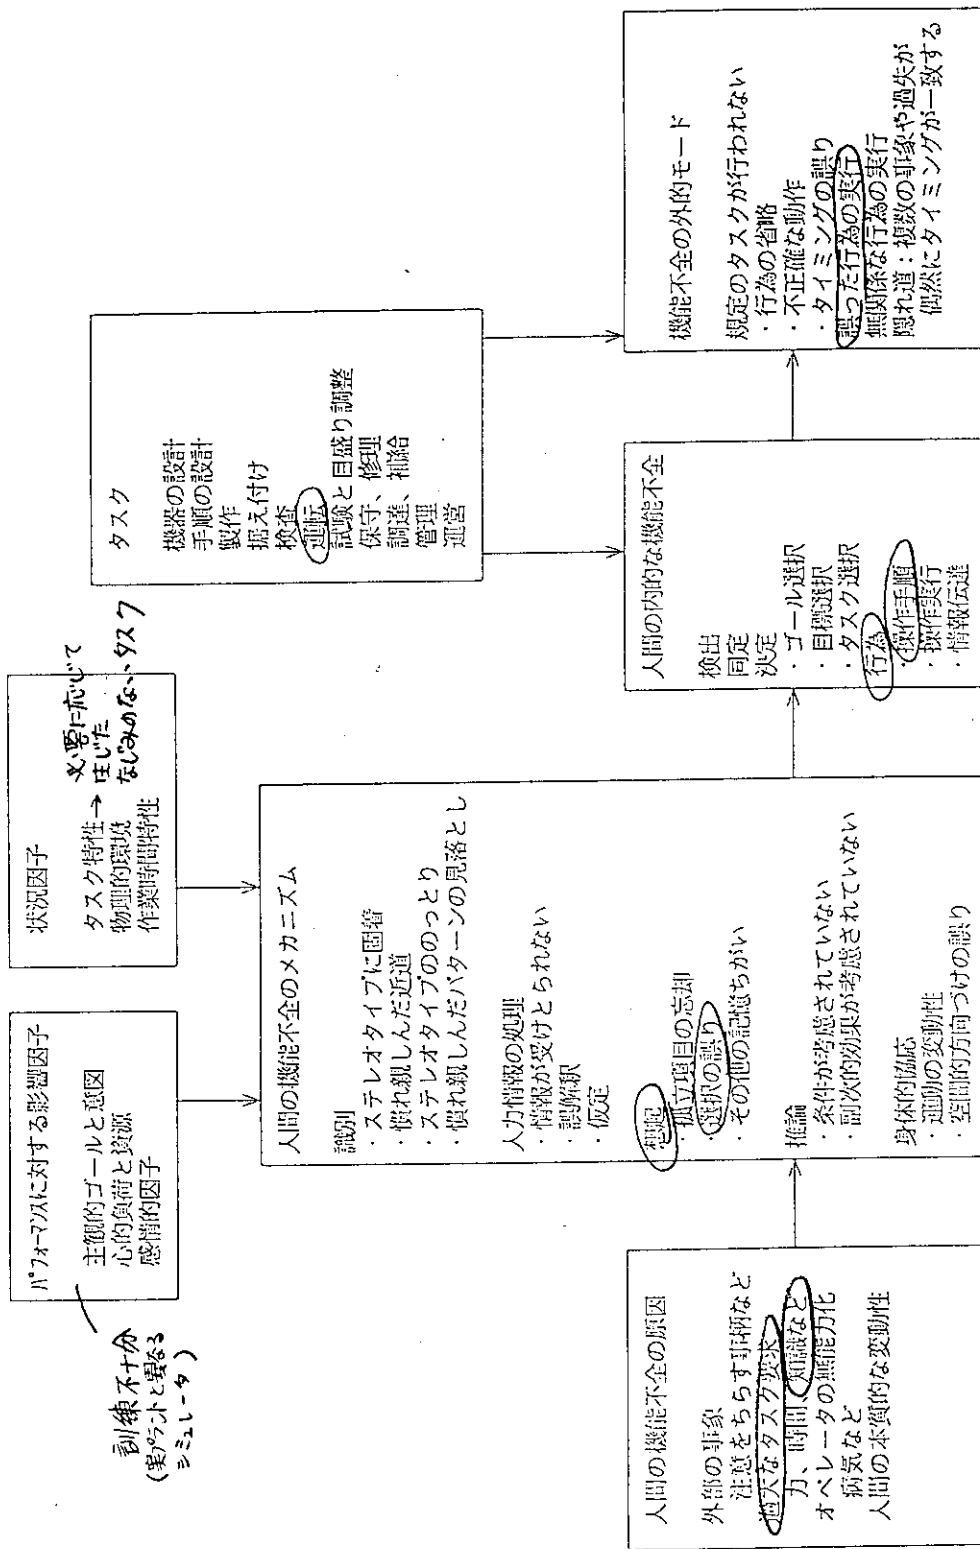 パフォーマンスに対する影響因子
主観的ゴールと意図
心的負荷と資源
感情的因子
訓練不十分
(実プラントと異なる
シミュレータ)
状況因子
タスク特性→必要に応じて
生じた
なじみのないタスク
物理的環境
作業時間特性
タスク
機器の設計
手順の設計
製作
据え付け
検査
運転
試験と目盛り調整
保守、修理
調達、補給
管理
運営
人間の機能不全の原因
外部の事象
注意をちらす事柄など
過大なタスク要求
力、時間、知識など
オペレータの無能力化
病気など
人間の本質的な変動性
人間の機能不全のメカニズム
識別
・ステレオタイプに固着
・慣れ親しんだ近道
・ステレオタイプののっとり
・慣れ親しんだパターンの見落とし
入力情報の処理
・情報が受けとられない
・誤解釈
・仮定
想起
・孤立項目の忘却
・選択の誤り
・その他の記憶ちがい
推論
・条件が考慮されていない
・副次的効果が考慮されていない
身体的協応
・運動の変動性
・空間的方向づけの誤り
人間の内的な機能不全
検出
同定
決定
・ゴール選択
・目標選択
・タスク選択
行為
・操作手順
・操作実行
・情報伝達
機能不全の外的モード
規定のタスクが行われない
・行為の省略
・不正確な動作
・タイミングの誤り
誤った行為の実行
無関係な行為の実行
隠れ道:複数の事象や過失が
偶然にタイミングが一致する